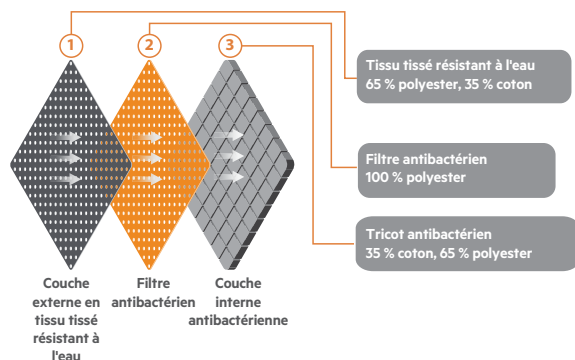 1
2
3
Tissu tissé résistant à l'eau
65 % polyester, 35 % coton
Filtre antibactérien
100 % polyester
Tricot antibactérien
35 % coton, 65 % polyester
Couche
externe en
tissu tissé
résistant à
l'eau
Filtre
antibactérien
Couche
interne
antibactérienne